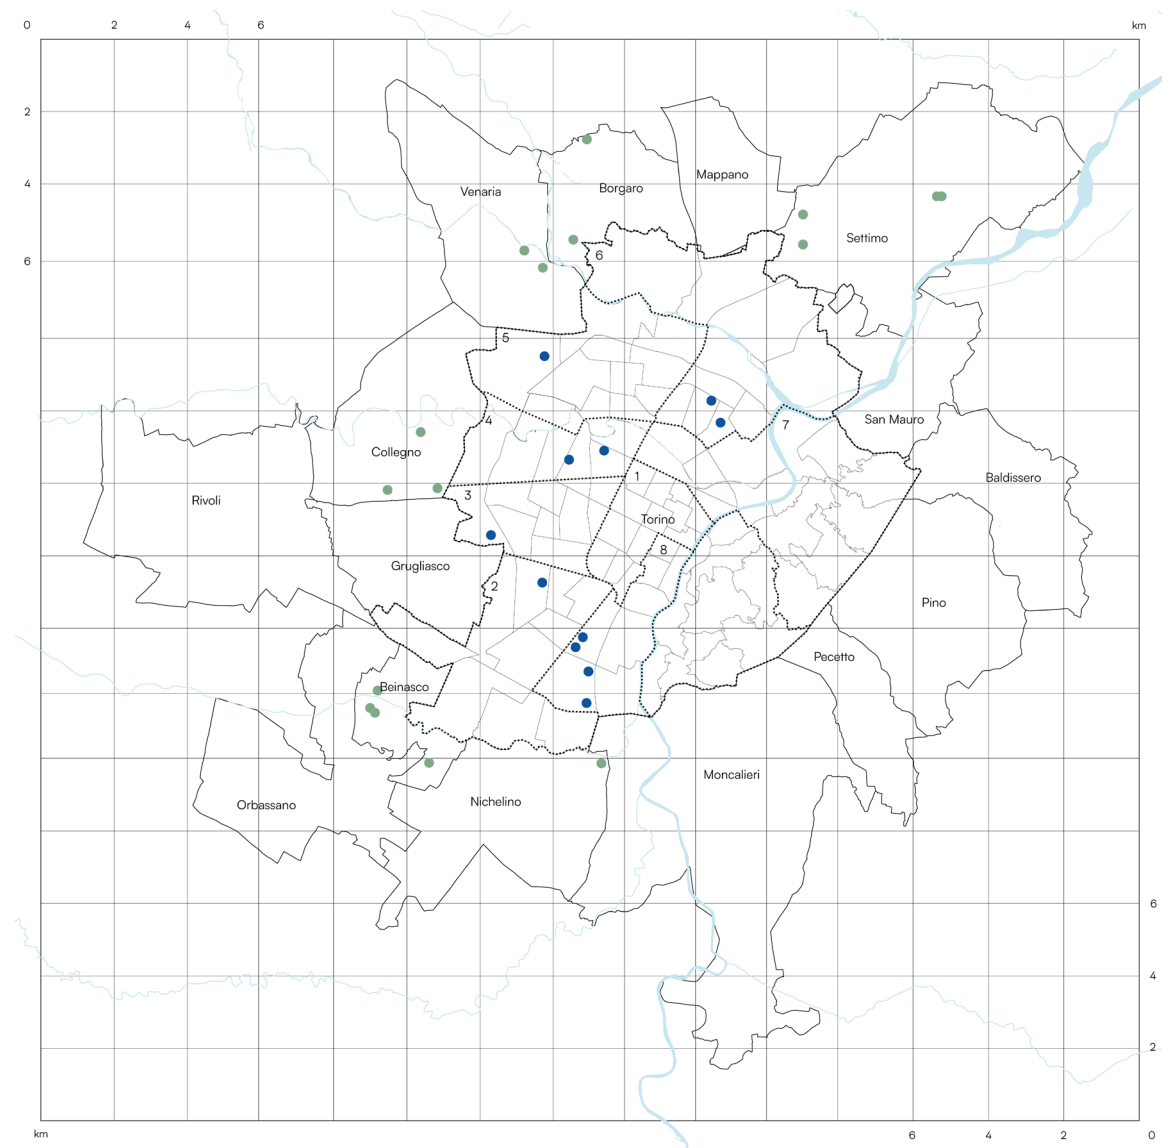 0 2 4 6 km
2
Mappano
4
Borgaro
Venaria
Settimo
6
6
5
San Mauro
4
7
Collegno
1
Baldissero
3
Rivoli
Torino
8
Grugliasco
2
Pino
Pecetto
Beinasco
Moncalieri
Nichelino
Orbassano
6
4
2
km 6 4 2 0